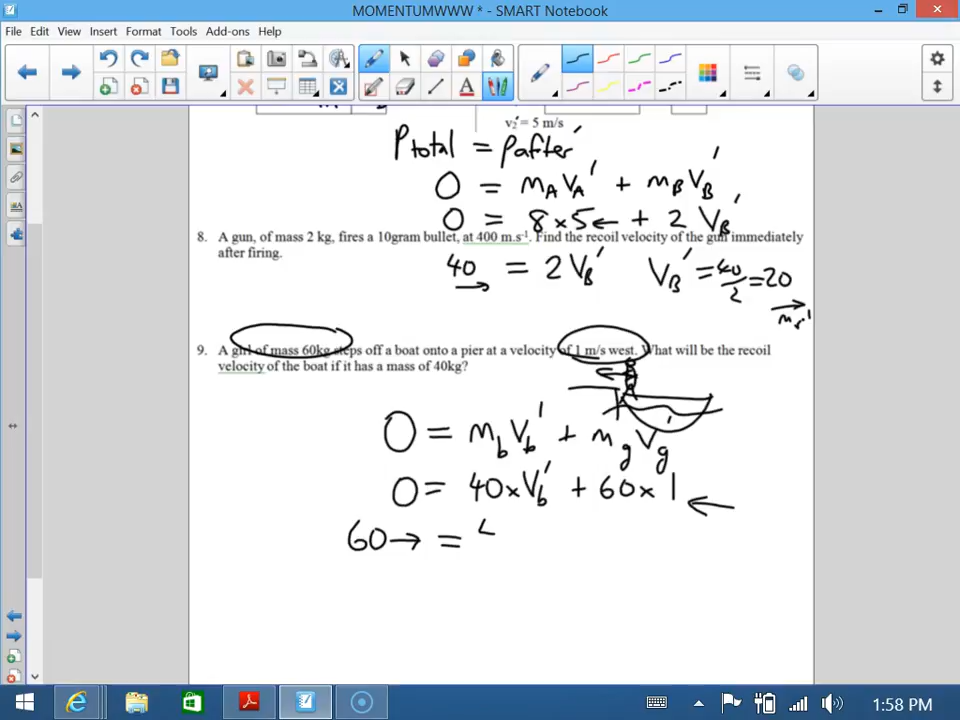 MOMENTUMWWW * - SMART Notebook
File Edit View Insert Format Tools Add-ons Help
v₂' = 5 m/s
Ptotal = Pafter'
0 = mAVA' + mBVB'
0 = 8×5← + 2 VB'
8. A gun, of mass 2 kg, fires a 10gram bullet, at 400 m.s⁻¹. Find the recoil velocity of the gun immediately
after firing.
40 → = 2VB' VB' = 40/2 = 20 → ms⁻¹
9. A girl of mass 60kg steps off a boat onto a pier at a velocity of 1 m/s west. What will be the recoil
velocity of the boat if it has a mass of 40kg?
0 = mbVb' + mgVg'
0 = 40×Vb' + 60×1 ←
60→ =
1:58 PM